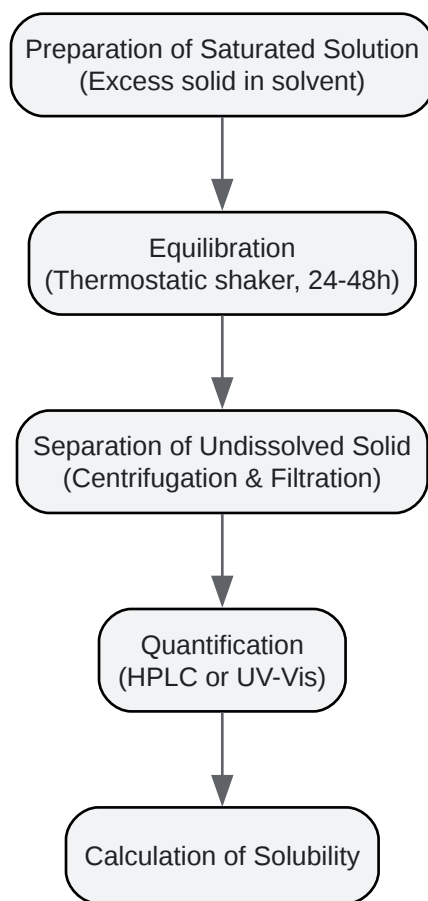 Preparation of Saturated Solution
(Excess solid in solvent)
Equilibration
(Thermostatic shaker, 24-48h)
Separation of Undissolved Solid
(Centrifugation & Filtration)
Quantification
(HPLC or UV-Vis)
Calculation of Solubility